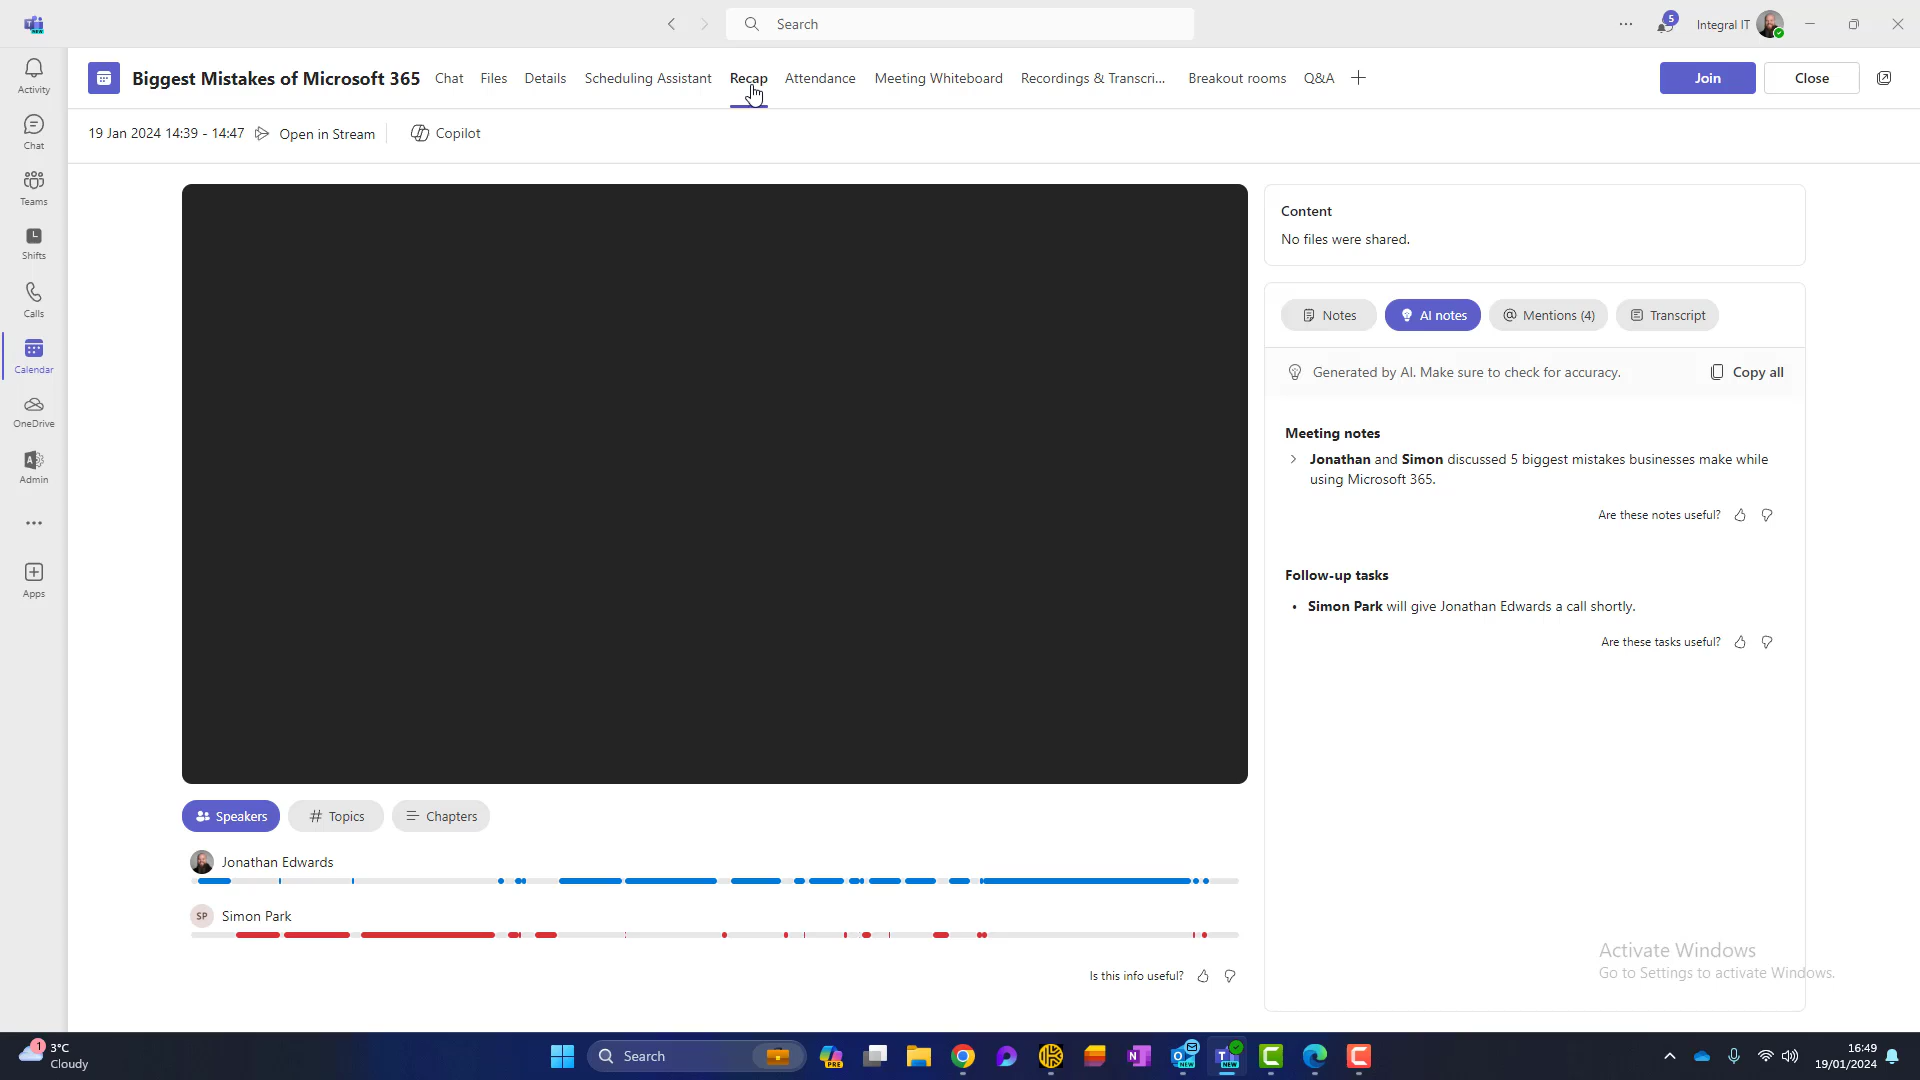 Search
5
Integral IT
Activity
Chat
Teams
Shifts
Calls
Calendar
OneDrive
Admin
Apps
Biggest Mistakes of Microsoft 365
Chat
Files
Details
Scheduling Assistant
Recap
Attendance
Meeting Whiteboard
Recordings & Transcri...
Breakout rooms
Q&A
Join
Close
19 Jan 2024 14:39 - 14:47
Open in Stream
Copilot
Content
No files were shared.
Notes
AI notes
Mentions (4)
Transcript
Generated by AI. Make sure to check for accuracy.
Copy all
Meeting notes
Jonathan and Simon discussed 5 biggest mistakes businesses make while
using Microsoft 365.
Are these notes useful?
Follow-up tasks
• Simon Park will give Jonathan Edwards a call shortly.
Are these tasks useful?
Speakers
Topics
Chapters
Jonathan Edwards
SP
Simon Park
Is this info useful?
Activate Windows
Go to Settings to activate Windows.
1
3°C
Cloudy
Search
PRE
NEW
NEW
16:49
19/01/2024